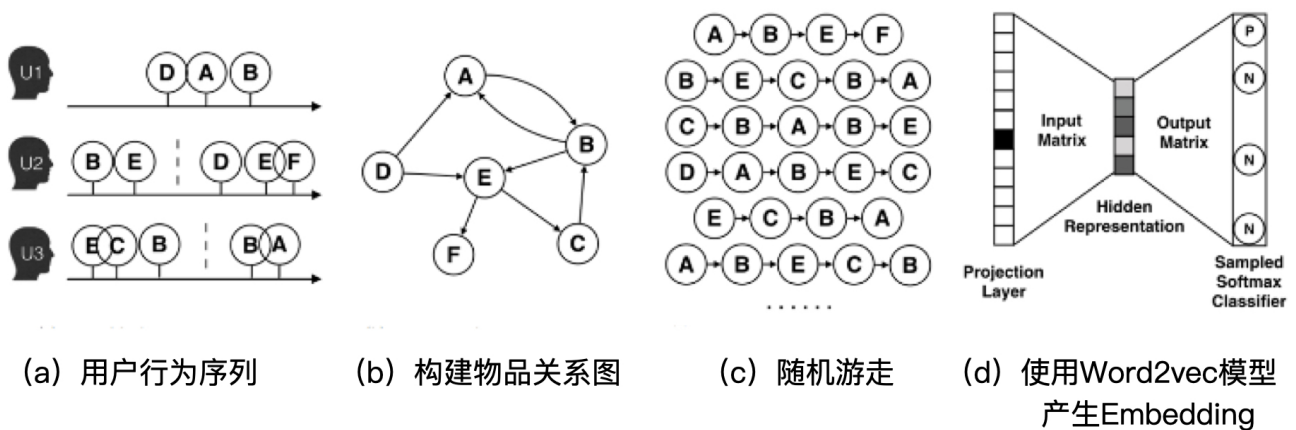 U1
D A B
U2
B E D E F
U3
E C B B A
A
B
D
E
F
C
A B E F
B E C B A
C B A B E
D A B E C
E C B A
A B E C B
......
P
N
N
N
Input
Matrix
Output
Matrix
Hidden
Representation
Projection
Layer
Sampled
Softmax
Classifier
(a)用户行为序列
(b)构建物品关系图
(c)随机游走
(d)使用Word2vec模型
产生Embedding